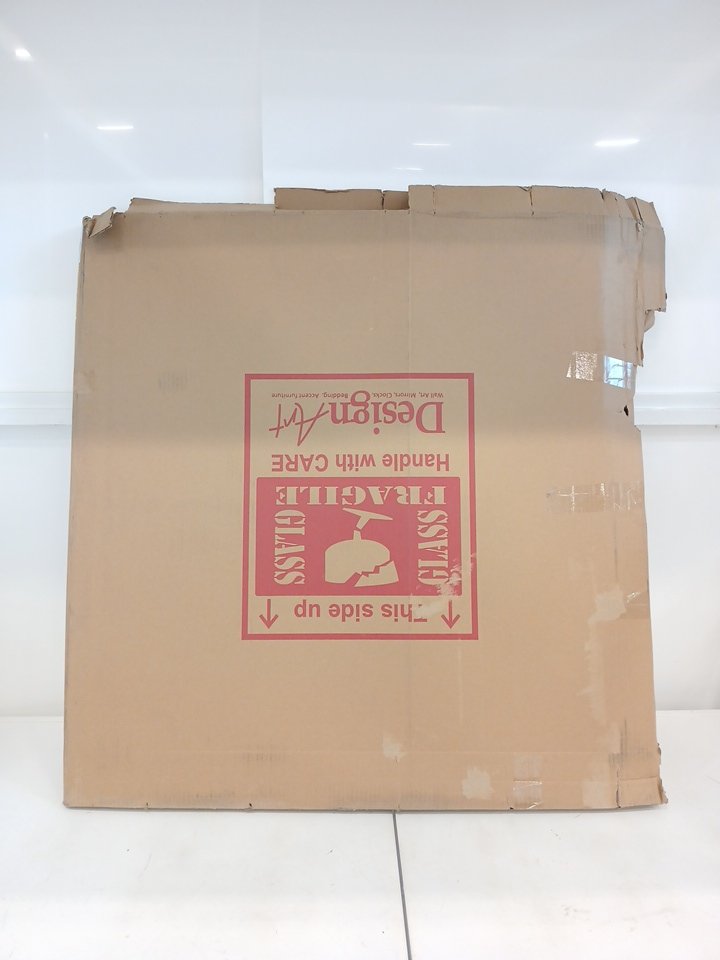 This side up
GLASS
GLASS
FRAGILE
Handle with CARE
DesignArt
Wall Art, Mirrors, Clocks, Bedding, Accent furniture